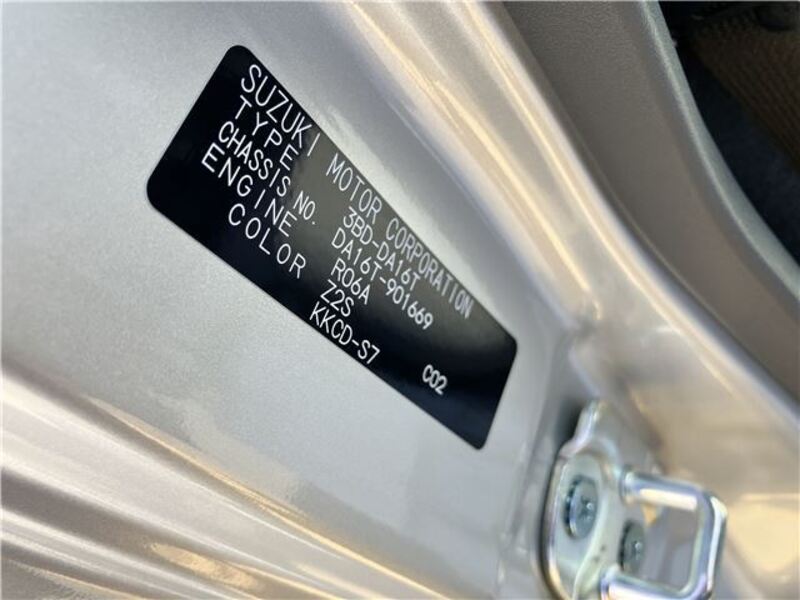 SUZUKI MOTOR CORPORATION
TYPE 3BD-DA16T
CHASSIS NO. DA16T-901669
ENGINE R06A
COLOR Z2S
KKCD-S7 C02